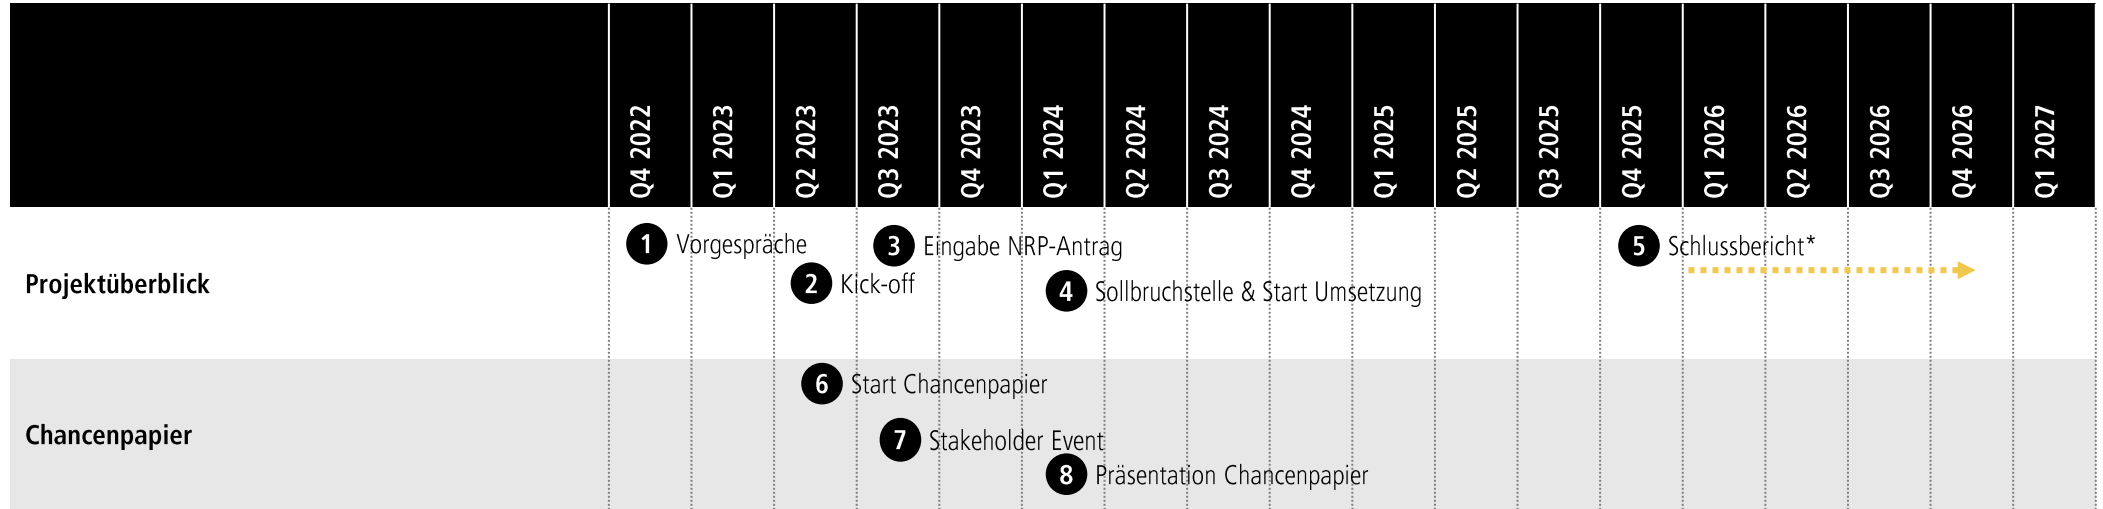 Q4 2022
Q1 2023
Q2 2023
Q3 2023
Q4 2023
Q1 2024
Q2 2024
Q3 2024
Q4 2024
Q1 2025
Q2 2025
Q3 2025
Q4 2025
Q1 2026
Q2 2026
Q3 2026
Q4 2026
Q1 2027
Projektüberblick
1 Vorgespräche
2 Kick-off
3 Eingabe NRP-Antrag
4 Sollbruchstelle & Start Umsetzung
5 Schlussbericht*
Chancenpapier
6 Start Chancenpapier
7 Stakeholder Event
8 Präsentation Chancenpapier